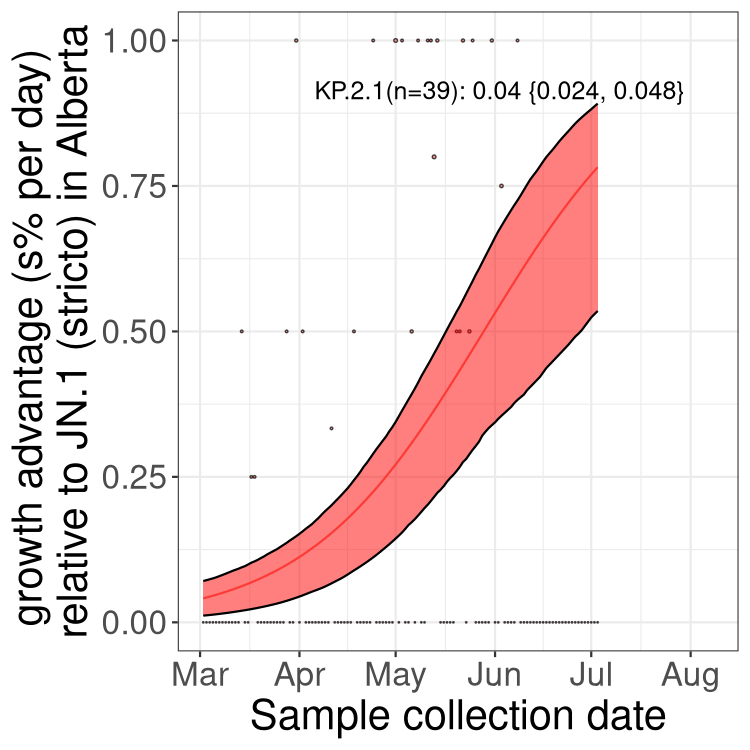 growth advantage (s% per day)
relative to JN.1 (stricto) in Alberta
1.00
0.75
0.50
0.25
0.00
KP.2.1(n=39): 0.04 {0.024, 0.048}
Mar Apr May Jun Jul Aug
Sample collection date